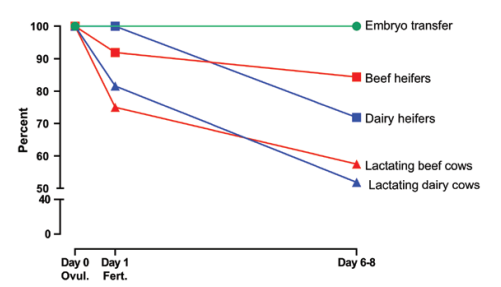 100
90
80
70
60
50
40
0
Percent
Embryo transfer
Beef heifers
Dairy heifers
Lactating beef cows
Lactating dairy cows
Day 0
Ovul.
Day 1
Fert.
Day 6-8